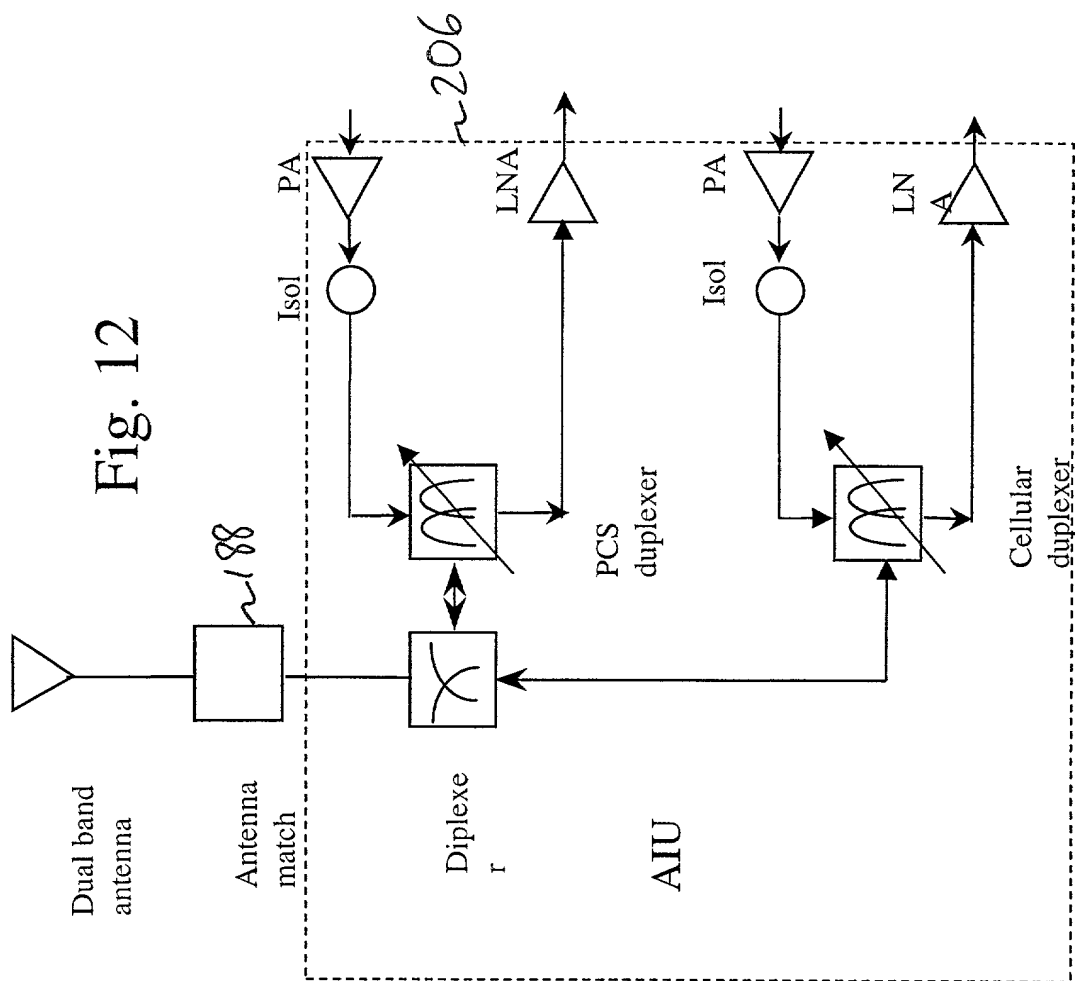 Fig. 12
Dual band
antenna
Antenna
match
~188
Diplexe
r
AIU
PCS
duplexer
Isol
PA
~206
LNA
Cellular
duplexer
Isol
PA
LN
A